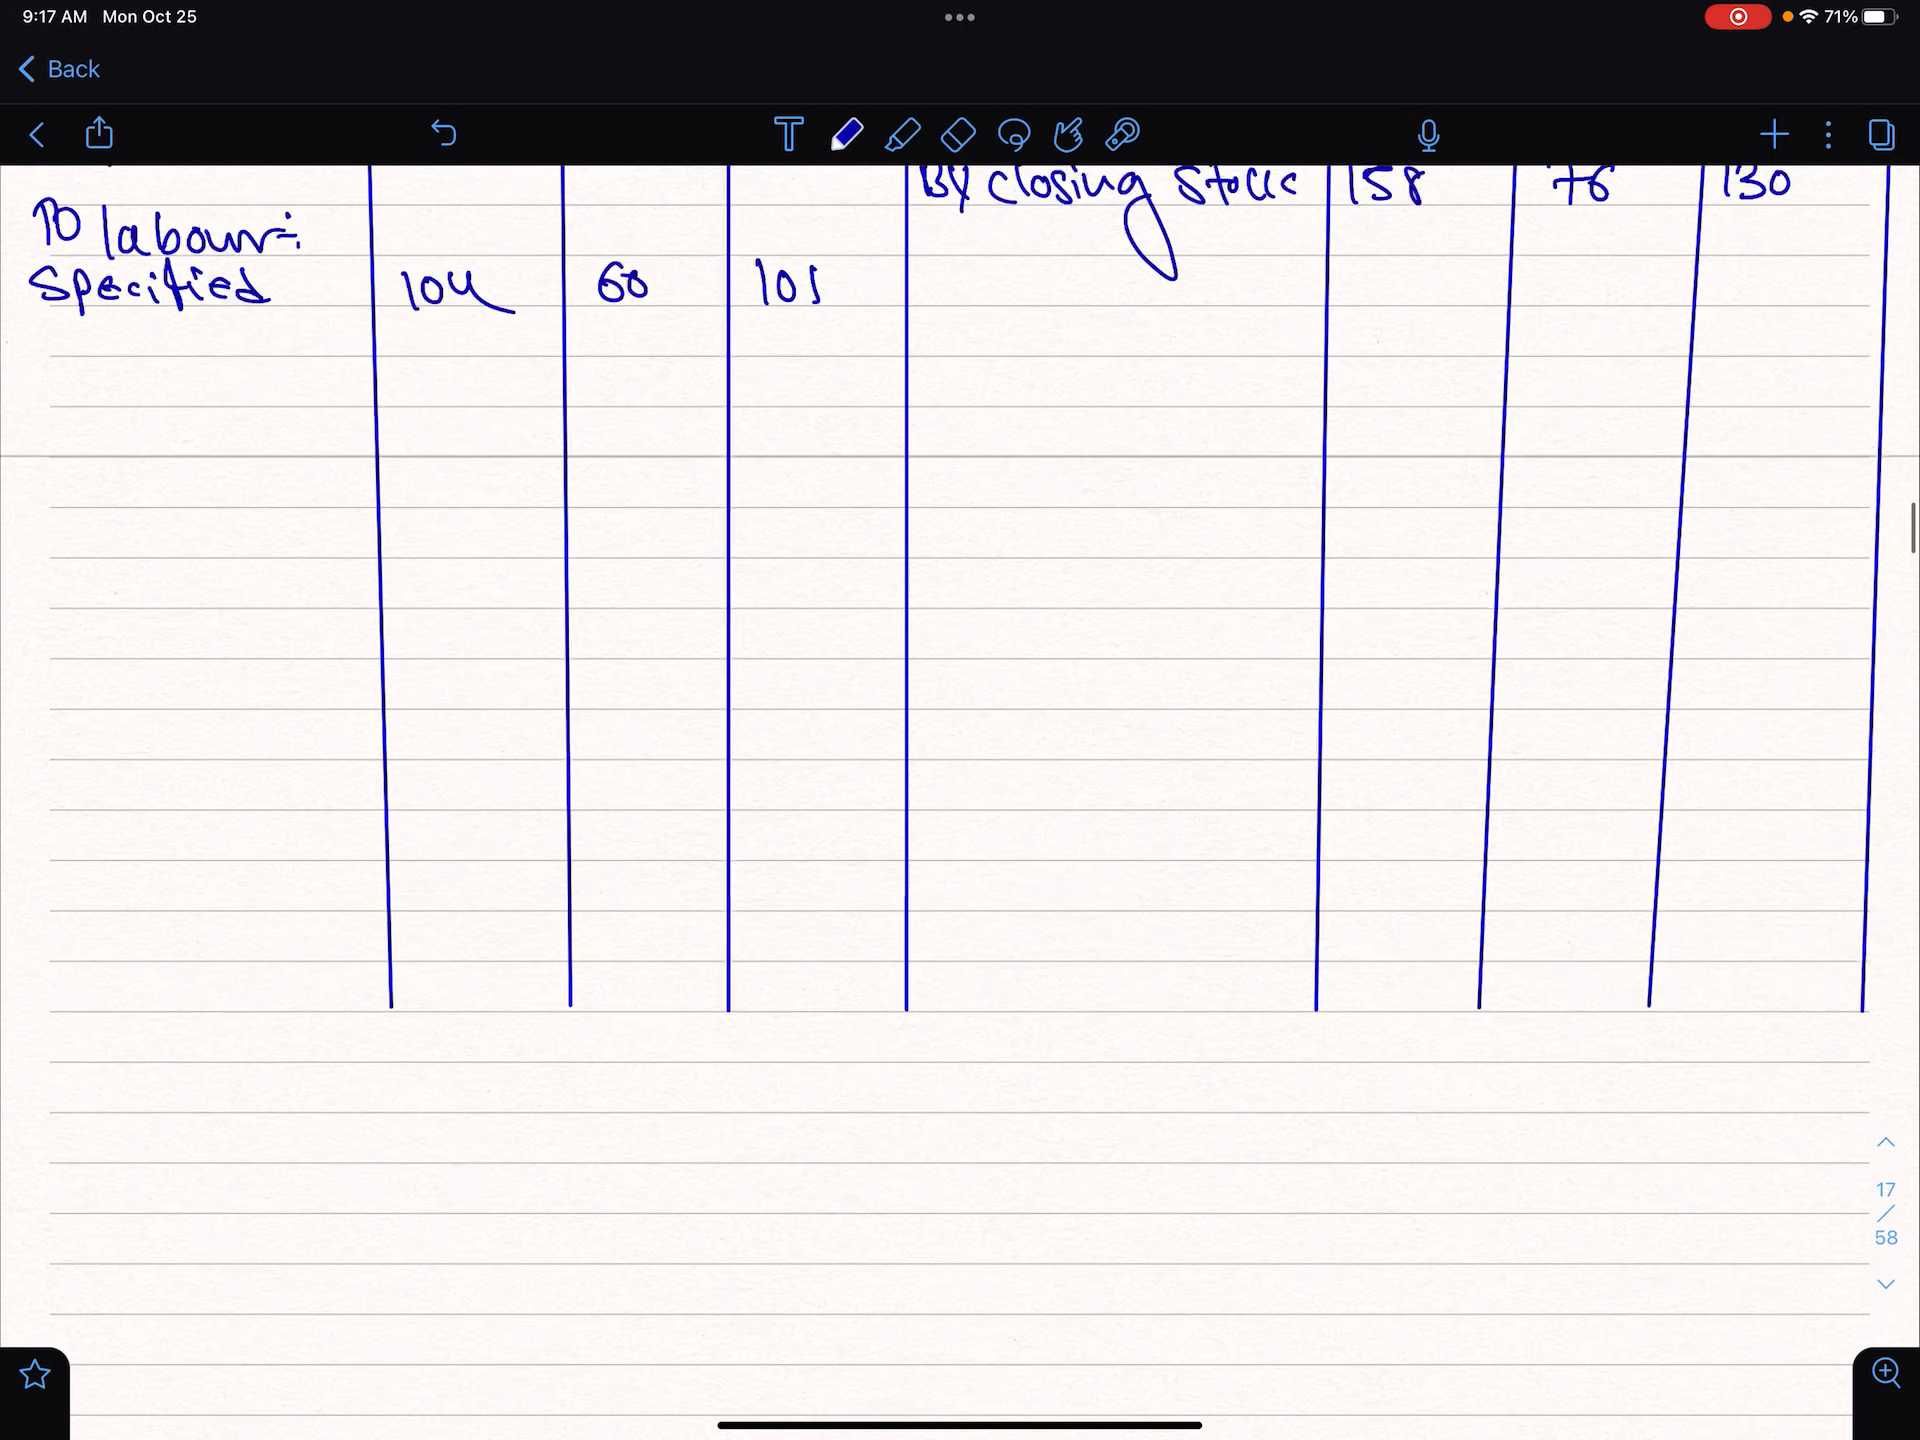 9:17 AM Mon Oct 25
71%
Back
By closing Stock 158 76 130
To labour:
Specified 104 60 101
17
/
58